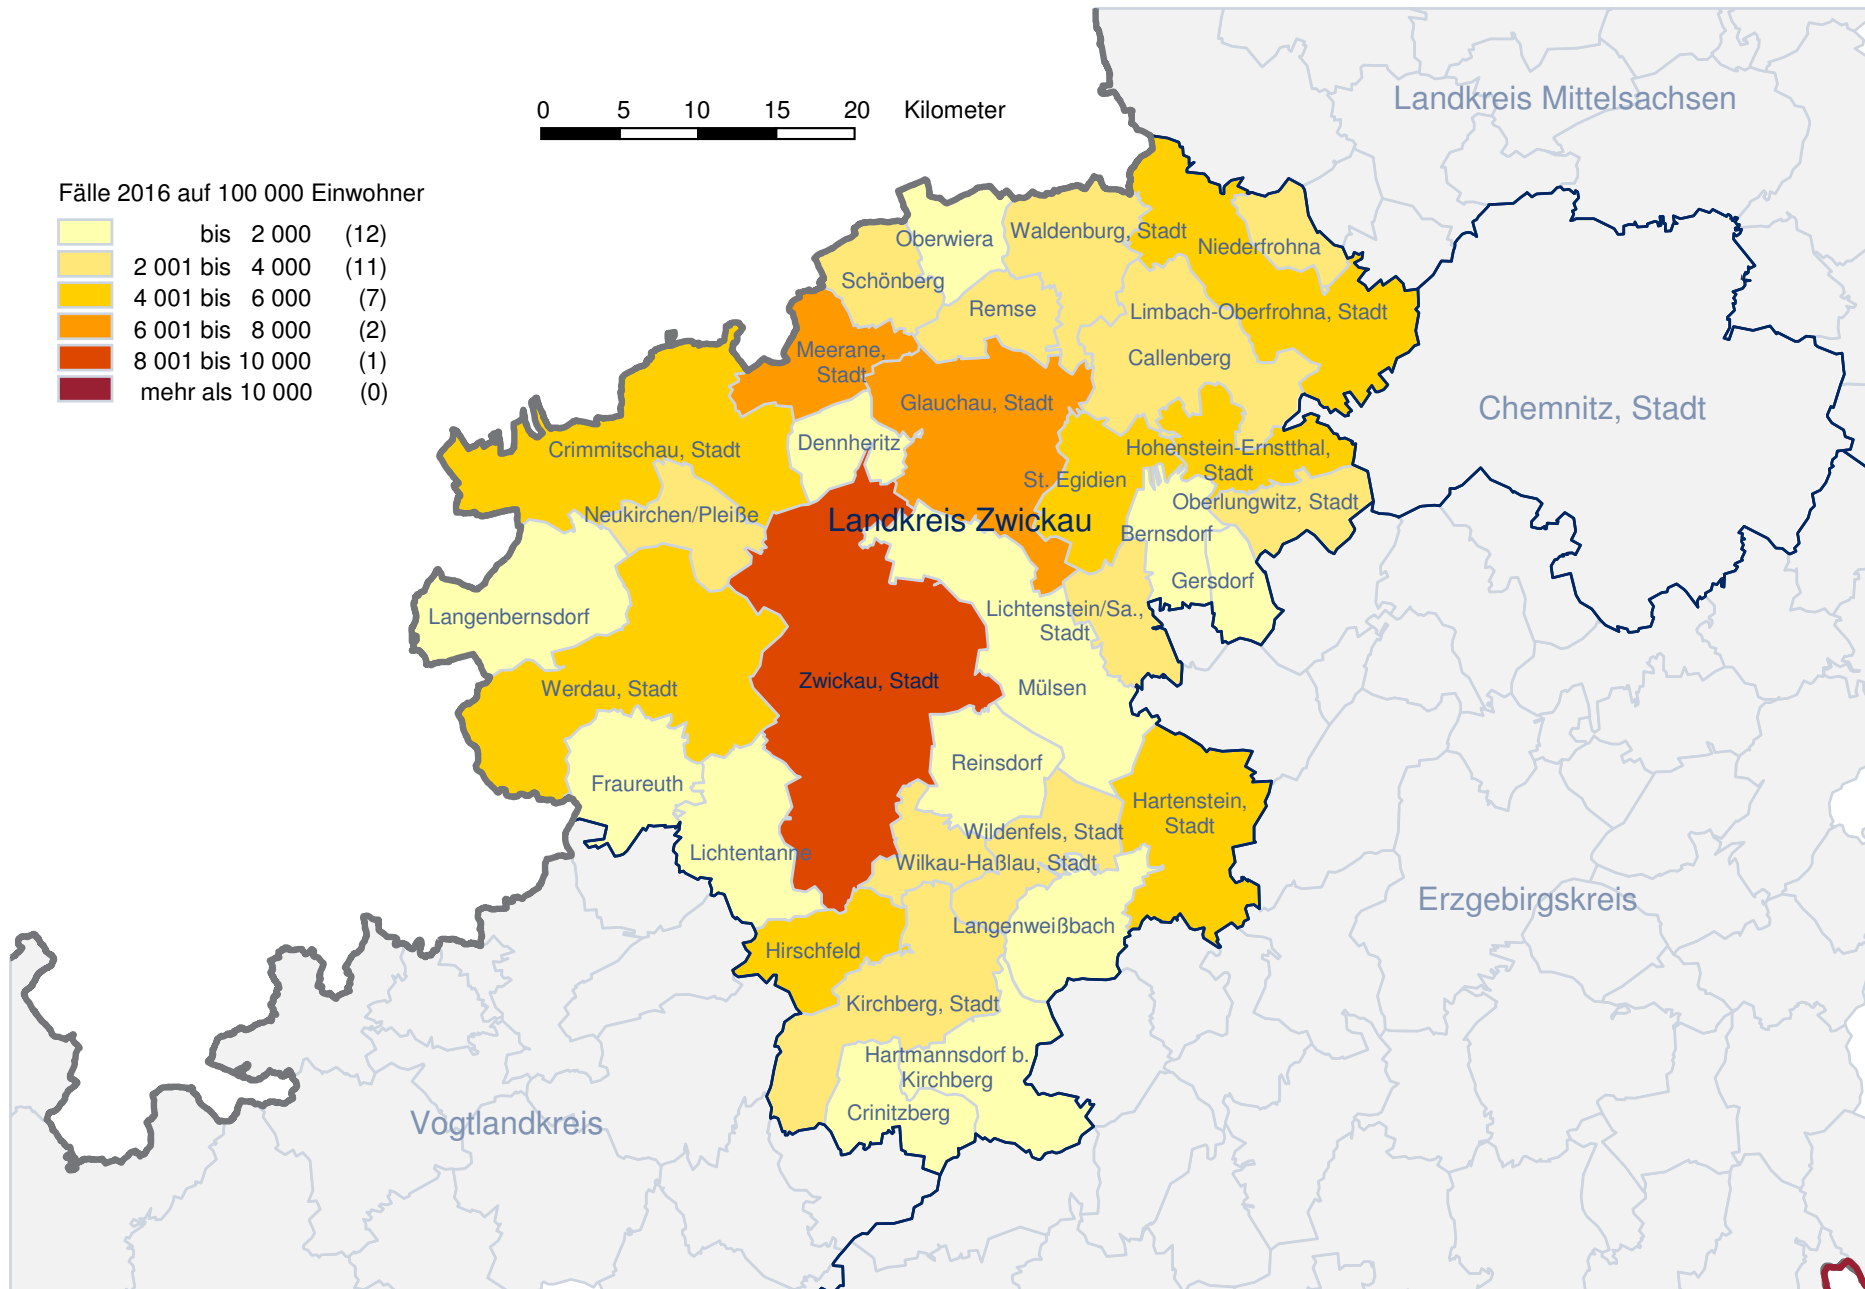 0 5 10 15 20 Kilometer
Landkreis Mittelsachsen
Fälle 2016 auf 100 000 Einwohner
bis 2 000 (12)
2 001 bis 4 000 (11)
4 001 bis 6 000 (7)
6 001 bis 8 000 (2)
8 001 bis 10 000 (1)
mehr als 10 000 (0)
Oberwiera
Waldenburg, Stadt
Niederfrohna
Schönberg
Remse
Limbach-Oberfrohna, Stadt
Meerane,
Stadt
Callenberg
Glauchau, Stadt
Chemnitz, Stadt
Crimmitschau, Stadt
Dennheritz
Hohenstein-Ernstthal,
Stadt
St. Egidien
Oberlungwitz, Stadt
Neukirchen/Pleiße
Landkreis Zwickau
Bernsdorf
Gersdorf
Langenbernsdorf
Lichtenstein/Sa.,
Stadt
Werdau, Stadt
Zwickau, Stadt
Mülsen
Reinsdorf
Fraureuth
Hartenstein,
Stadt
Wildenfels, Stadt
Lichtentanne
Wilkau-Haßlau, Stadt
Erzgebirgskreis
Langenweißbach
Hirschfeld
Kirchberg, Stadt
Hartmannsdorf b.
Kirchberg
Crinitzberg
Vogtlandkreis